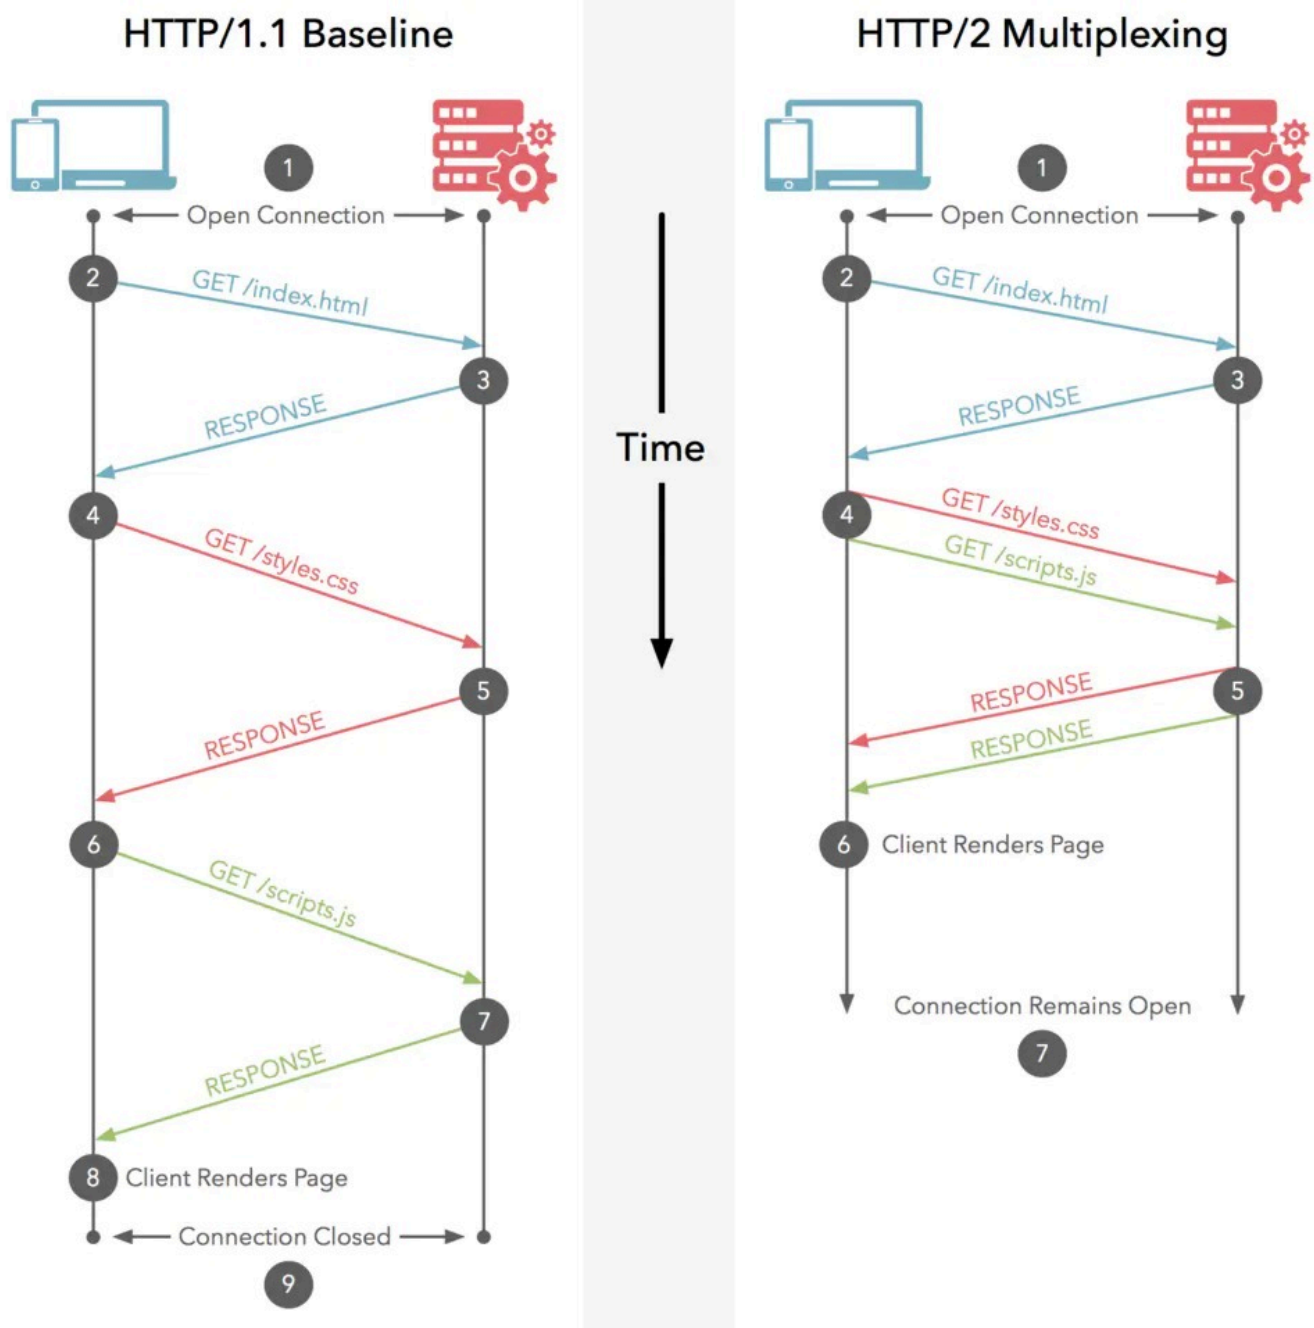 HTTP/1.1 Baseline
1
Open Connection
2
GET /index.html
3
RESPONSE
4
GET /styles.css
5
RESPONSE
6
GET /scripts.js
7
RESPONSE
8 Client Renders Page
Connection Closed
9
Time
HTTP/2 Multiplexing
1
Open Connection
2
GET /index.html
3
RESPONSE
4
GET /styles.css
GET /scripts.js
5
RESPONSE
RESPONSE
6 Client Renders Page
Connection Remains Open
7